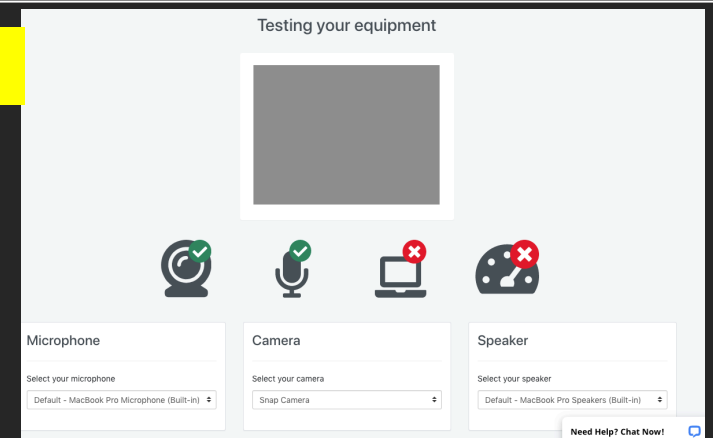 Testing your equipment
Microphone
Camera
Speaker
Select your microphone
Select your camera
Select your speaker
Default - MacBook Pro Microphone (Built-in)
Snap Camera
Default - MacBook Pro Speakers (Built-in)
Need Help? Chat Now!